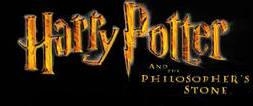 Harry Potter
AND THE
PHILOSOPHER'S
STONE